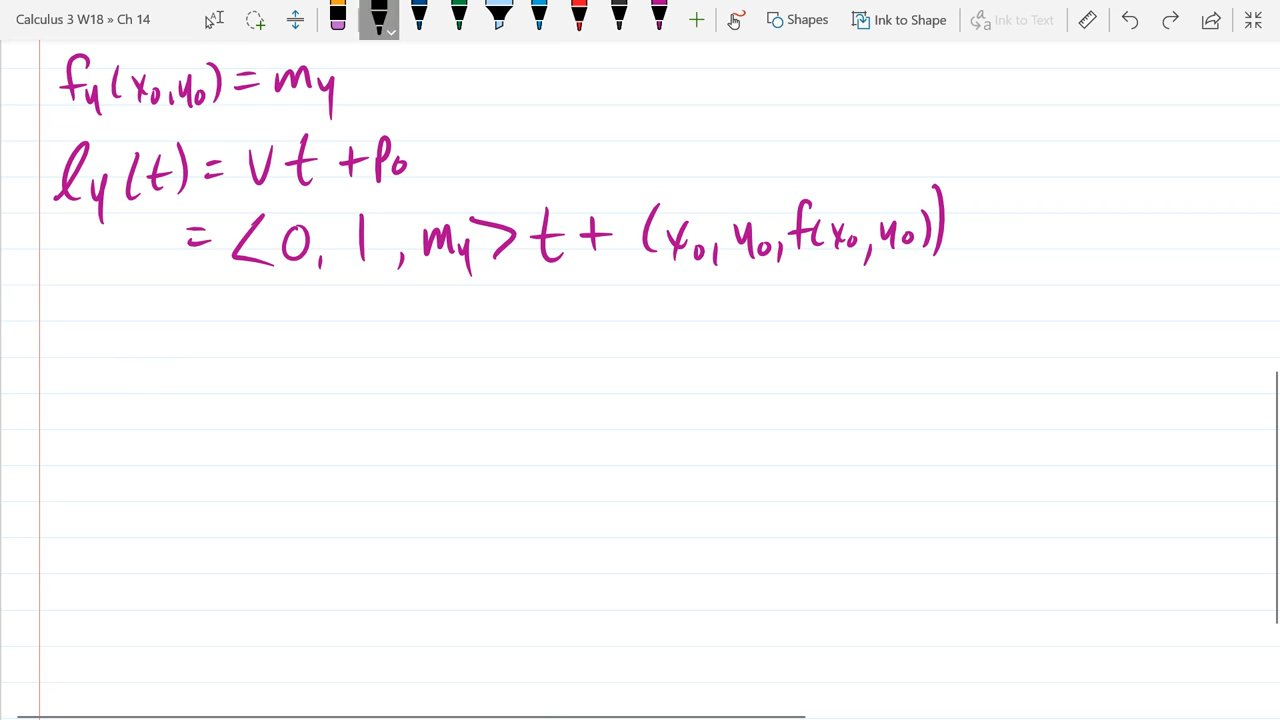 Calculus 3 W18 » Ch 14 Shapes Ink to Shape Ink to Text
f_y(x_0, y_0) = m_y
l_y(t) = vt + p_0
= <0, 1, m_y> t + (x_0, y_0, f(x_0, y_0))